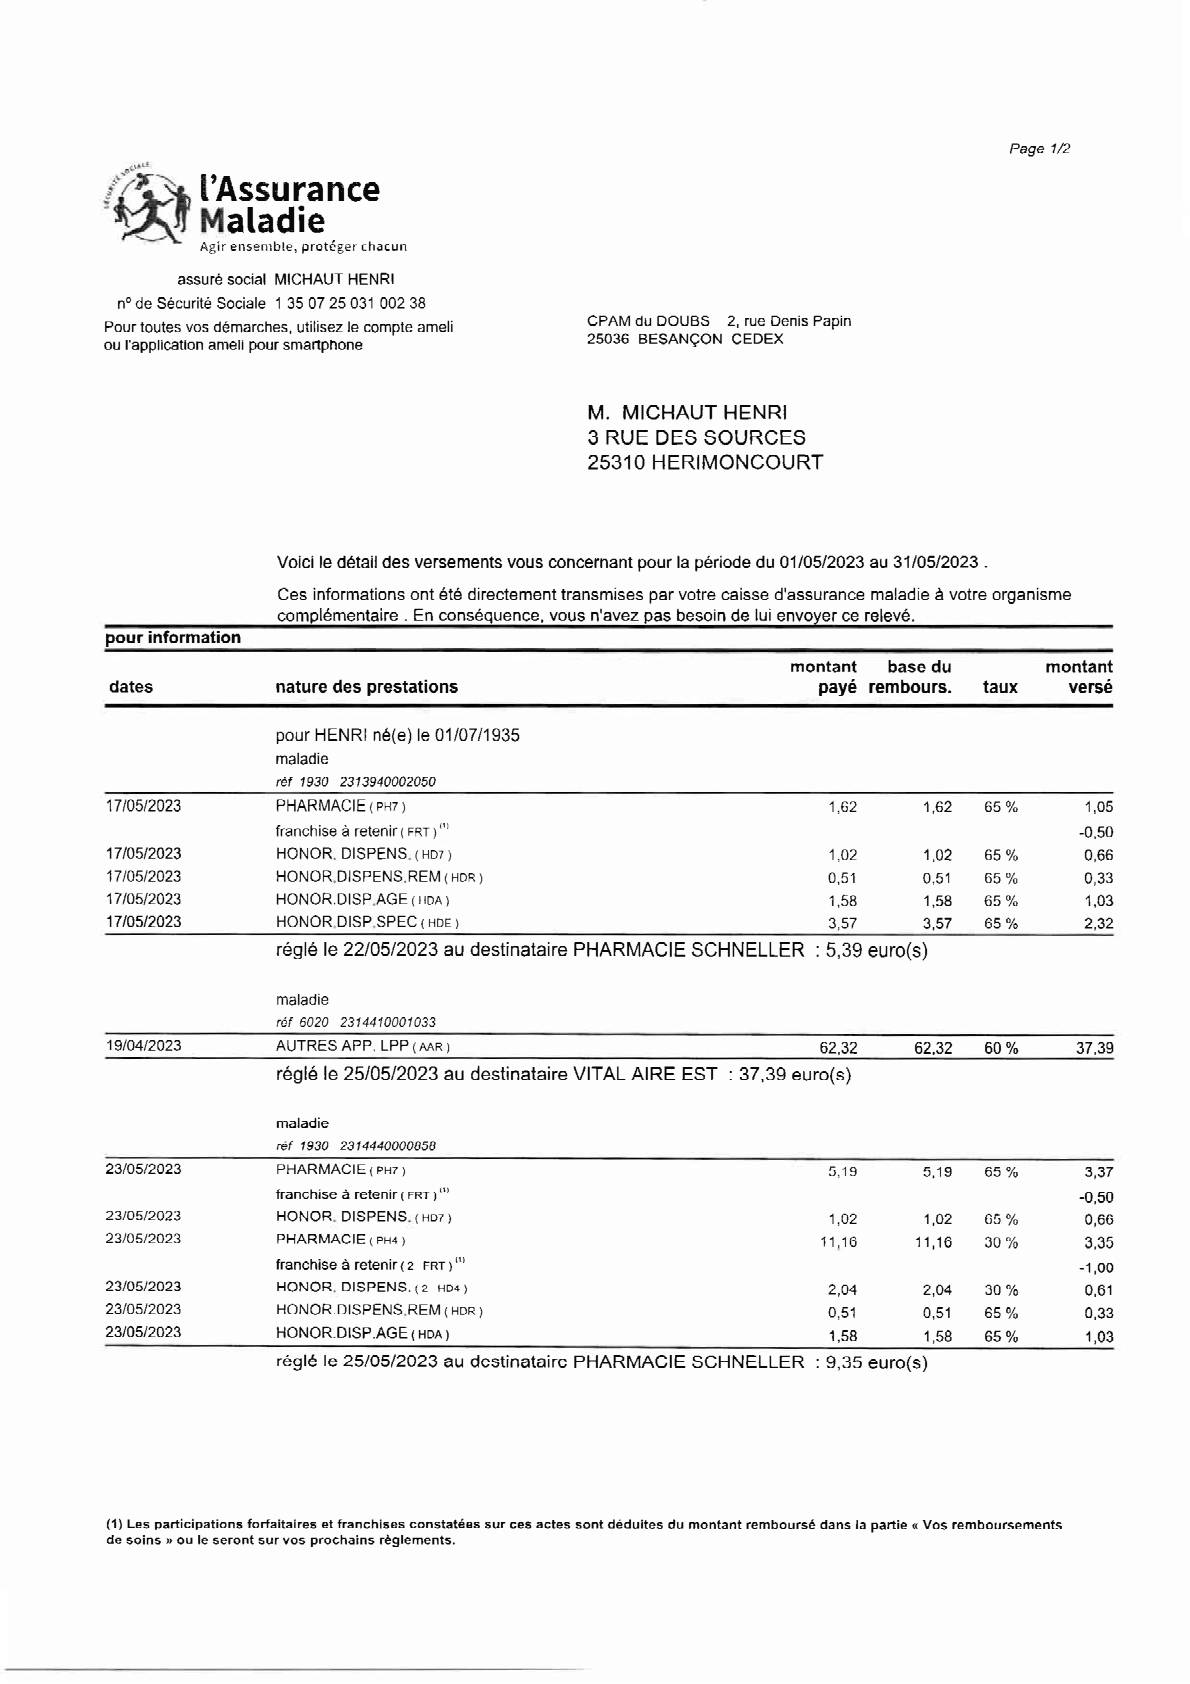 Page 1/2
SÉCURITÉ SOCIALE
l'Assurance
Maladie
Agir ensemble, protéger chacun
assuré social MICHAUT HENRI
n° de Sécurité Sociale 1 35 07 25 031 002 38
Pour toutes vos démarches, utilisez le compte ameli
ou l'application ameli pour smartphone
CPAM du DOUBS 2, rue Denis Papin
25036 BESANÇON CEDEX
M. MICHAUT HENRI
3 RUE DES SOURCES
25310 HERIMONCOURT
Voici le détail des versements vous concernant pour la période du 01/05/2023 au 31/05/2023 .
Ces informations ont été directement transmises par votre caisse d'assurance maladie à votre organisme
complémentaire . En conséquence, vous n'avez pas besoin de lui envoyer ce relevé.
pour information
montant base du montant
dates nature des prestations payé rembours. taux versé
pour HENRI né(e) le 01/07/1935
maladie
réf 1930 2313940002050
17/05/2023 PHARMACIE ( PH7 ) 1,62 1,62 65 % 1,05
franchise à retenir ( FRT ) (1) -0,50
17/05/2023 HONOR. DISPENS. ( HD7 ) 1,02 1,02 65 % 0,66
17/05/2023 HONOR.DISPENS.REM ( HDR ) 0,51 0,51 65 % 0,33
17/05/2023 HONOR.DISP.AGE ( HDA ) 1,58 1,58 65 % 1,03
17/05/2023 HONOR.DISP.SPEC ( HDE ) 3,57 3,57 65 % 2,32
réglé le 22/05/2023 au destinataire PHARMACIE SCHNELLER : 5,39 euro(s)
maladie
réf 6020 2314410001033
19/04/2023 AUTRES APP. LPP ( AAR ) 62,32 62,32 60 % 37,39
réglé le 25/05/2023 au destinataire VITAL AIRE EST : 37,39 euro(s)
maladie
réf 1930 2314440000858
23/05/2023 PHARMACIE ( PH7 ) 5,19 5,19 65 % 3,37
franchise à retenir ( FRT ) (1) -0,50
23/05/2023 HONOR. DISPENS. ( HD7 ) 1,02 1,02 65 % 0,66
23/05/2023 PHARMACIE ( PH4 ) 11,16 11,16 30 % 3,35
franchise à retenir ( 2 FRT ) (1) -1,00
23/05/2023 HONOR. DISPENS. ( 2 HD4 ) 2,04 2,04 30 % 0,61
23/05/2023 HONOR.DISPENS.REM ( HDR ) 0,51 0,51 65 % 0,33
23/05/2023 HONOR.DISP.AGE ( HDA ) 1,58 1,58 65 % 1,03
réglé le 25/05/2023 au destinataire PHARMACIE SCHNELLER : 9,35 euro(s)
(1) Les participations forfaitaires et franchises constatées sur ces actes sont déduites du montant remboursé dans la partie « Vos remboursements
de soins » ou le seront sur vos prochains règlements.